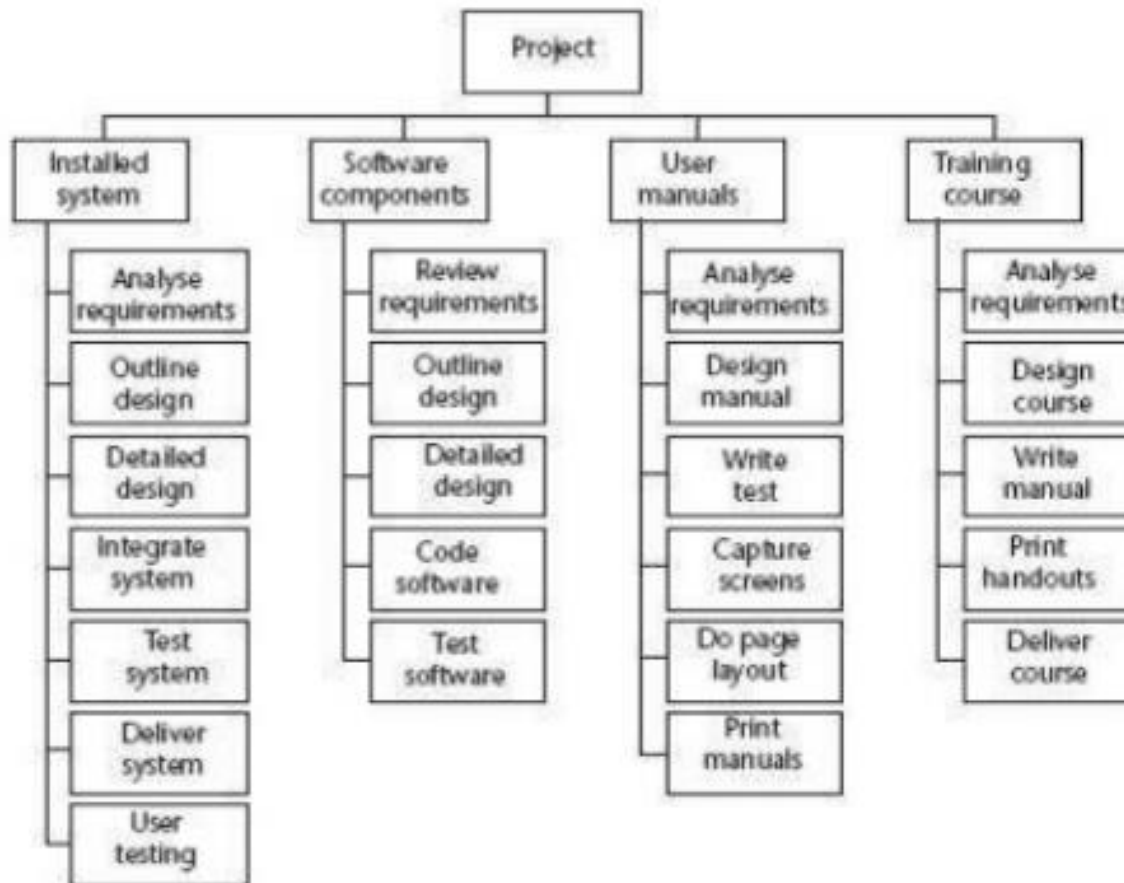 Project
Installed
system
Software
components
User
manuals
Training
course
Analyse
requirements
Outline
design
Detailed
design
Integrate
system
Test
system
Deliver
system
User
testing
Review
requirements
Outline
design
Detailed
design
Code
software
Test
software
Analyse
requirements
Design
manual
Write
test
Capture
screens
Do page
layout
Print
manuals
Analyse
requirements
Design
course
Write
manual
Print
handouts
Deliver
course